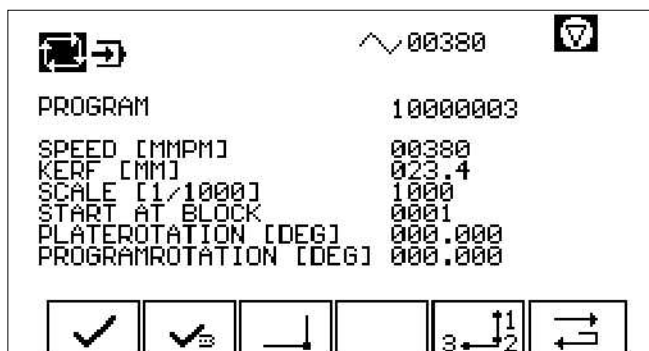 00380
PROGRAM 10000003
SPEED [MMPM] 00380
KERF [MM] 023.4
SCALE [1/1000] 1000
START AT BLOCK 0001
PLATEROTATION [DEG] 000.000
PROGRAMROTATION [DEG] 000.000
3 1 2